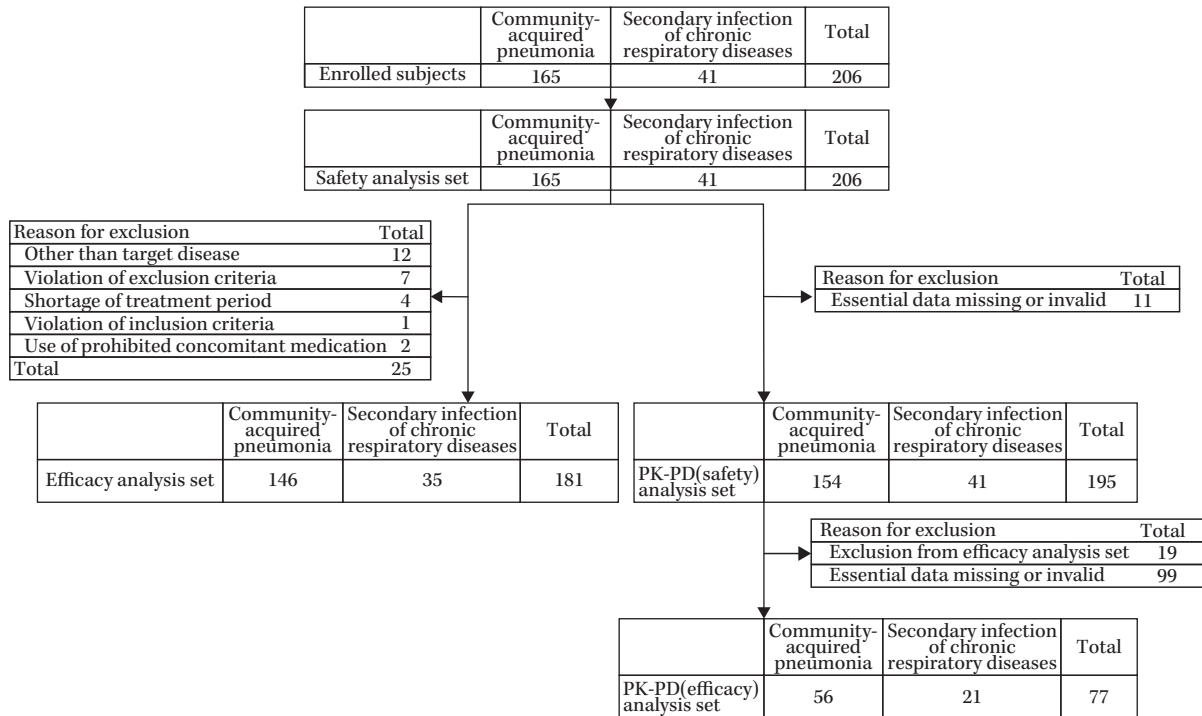 Community-
acquired
pneumonia
Secondary infection
of chronic
respiratory diseases
Total
Enrolled subjects 165 41 206
Community-
acquired
pneumonia
Secondary infection
of chronic
respiratory diseases
Total
Safety analysis set 165 41 206
Reason for exclusion Total
Other than target disease 12
Violation of exclusion criteria 7
Shortage of treatment period 4
Violation of inclusion criteria 1
Use of prohibited concomitant medication 2
Total 25
Reason for exclusion Total
Essential data missing or invalid 11
Community-
acquired
pneumonia
Secondary infection
of chronic
respiratory diseases
Total
Efficacy analysis set 146 35 181
Community-
acquired
pneumonia
Secondary infection
of chronic
respiratory diseases
Total
PK-PD(safety)
analysis set
154 41 195
Reason for exclusion Total
Exclusion from efficacy analysis set 19
Essential data missing or invalid 99
Community-
acquired
pneumonia
Secondary infection
of chronic
respiratory diseases
Total
PK-PD(efficacy)
analysis set
56 21 77